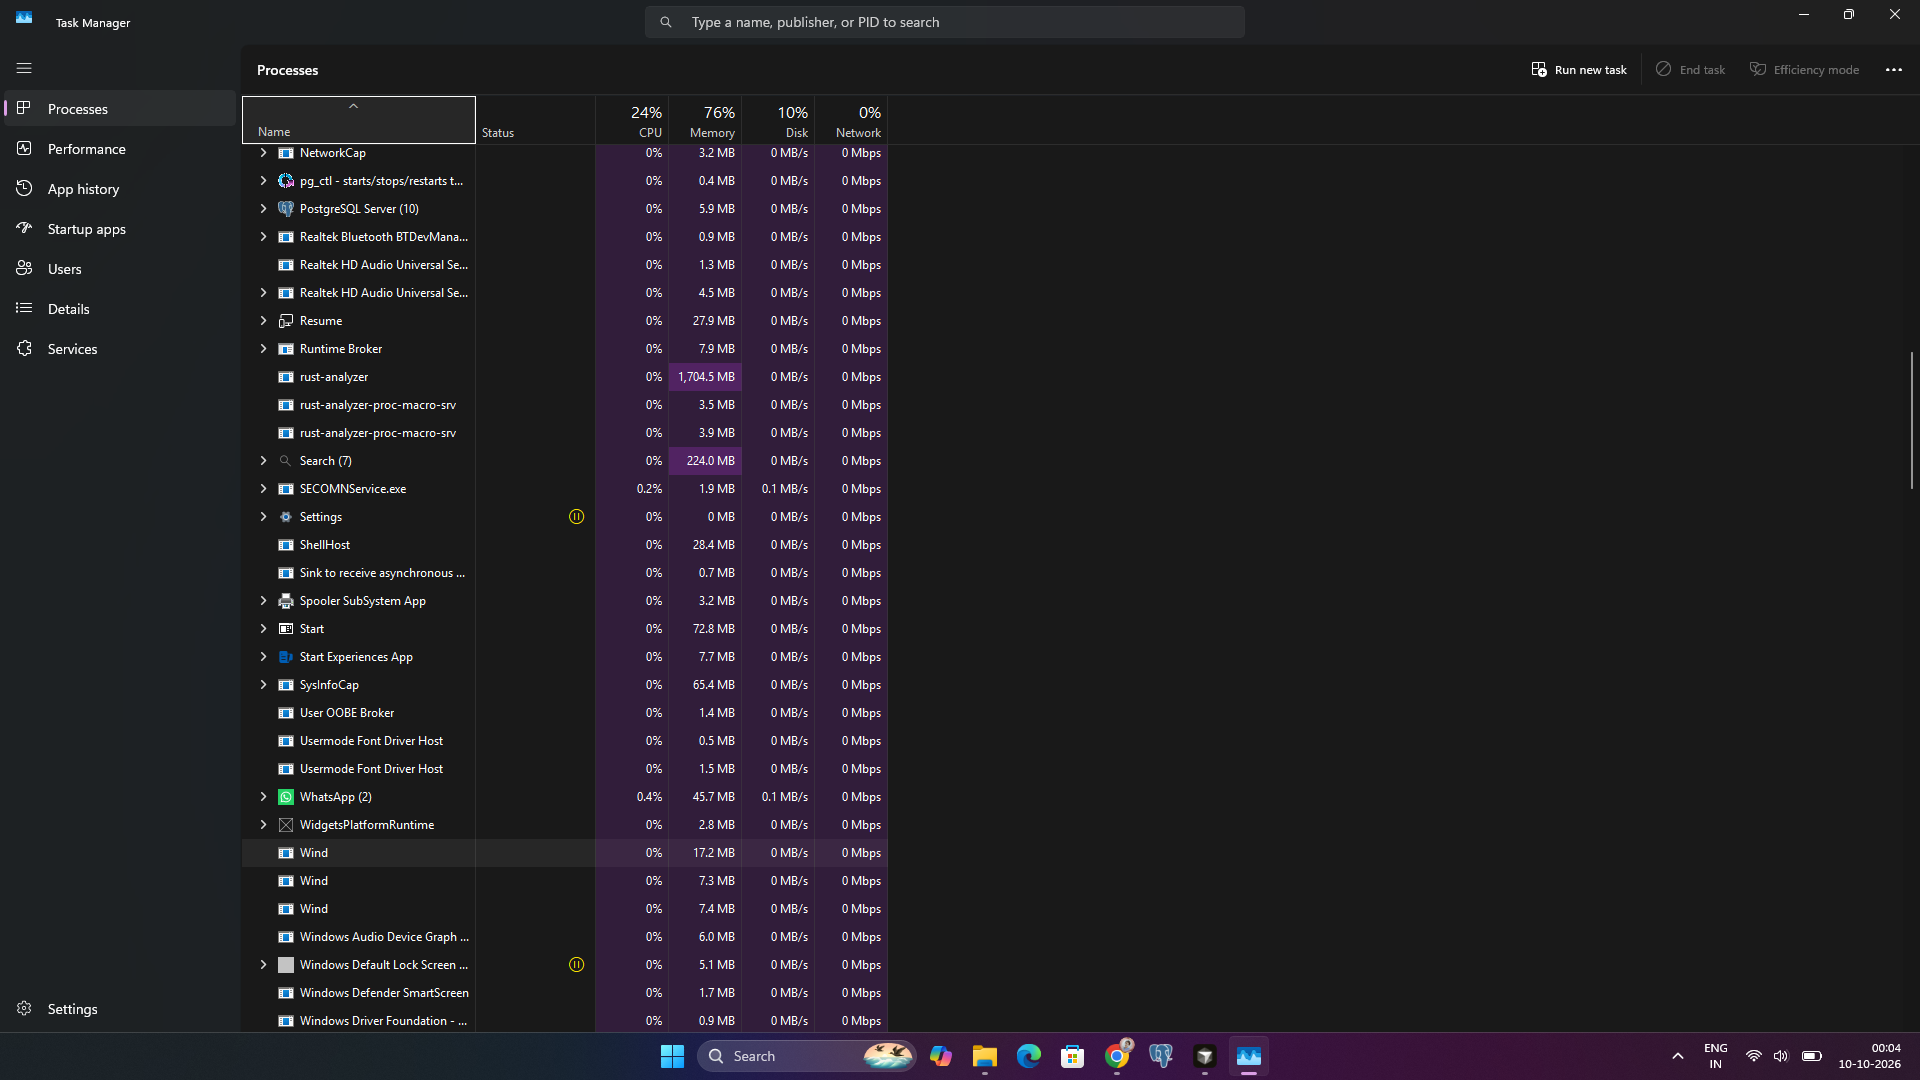 Task Manager
Type a name, publisher, or PID to search
Processes
Run new task
End task
Efficiency mode
Processes
Performance
App history
Startup apps
Users
Details
Services
Settings
24% 76% 10% 0%
Name Status CPU Memory Disk Network
NetworkCap 0% 3.2 MB 0 MB/s 0 Mbps
pg_ctl - starts/stops/restarts t... 0% 0.4 MB 0 MB/s 0 Mbps
PostgreSQL Server (10) 0% 5.9 MB 0 MB/s 0 Mbps
Realtek Bluetooth BTDevMana... 0% 0.9 MB 0 MB/s 0 Mbps
Realtek HD Audio Universal Se... 0% 1.3 MB 0 MB/s 0 Mbps
Realtek HD Audio Universal Se... 0% 4.5 MB 0 MB/s 0 Mbps
Resume 0% 27.9 MB 0 MB/s 0 Mbps
Runtime Broker 0% 7.9 MB 0 MB/s 0 Mbps
rust-analyzer 0% 1,704.5 MB 0 MB/s 0 Mbps
rust-analyzer-proc-macro-srv 0% 3.5 MB 0 MB/s 0 Mbps
rust-analyzer-proc-macro-srv 0% 3.9 MB 0 MB/s 0 Mbps
Search (7) 0% 224.0 MB 0 MB/s 0 Mbps
SECOMNService.exe 0.2% 1.9 MB 0.1 MB/s 0 Mbps
Settings 0% 0 MB 0 MB/s 0 Mbps
ShellHost 0% 28.4 MB 0 MB/s 0 Mbps
Sink to receive asynchronous ... 0% 0.7 MB 0 MB/s 0 Mbps
Spooler SubSystem App 0% 3.2 MB 0 MB/s 0 Mbps
Start 0% 72.8 MB 0 MB/s 0 Mbps
Start Experiences App 0% 7.7 MB 0 MB/s 0 Mbps
SysInfoCap 0% 65.4 MB 0 MB/s 0 Mbps
User OOBE Broker 0% 1.4 MB 0 MB/s 0 Mbps
Usermode Font Driver Host 0% 0.5 MB 0 MB/s 0 Mbps
Usermode Font Driver Host 0% 1.5 MB 0 MB/s 0 Mbps
WhatsApp (2) 0.4% 45.7 MB 0.1 MB/s 0 Mbps
WidgetsPlatformRuntime 0% 2.8 MB 0 MB/s 0 Mbps
Wind 0% 17.2 MB 0 MB/s 0 Mbps
Wind 0% 7.3 MB 0 MB/s 0 Mbps
Wind 0% 7.4 MB 0 MB/s 0 Mbps
Windows Audio Device Graph ... 0% 6.0 MB 0 MB/s 0 Mbps
Windows Default Lock Screen ... 0% 5.1 MB 0 MB/s 0 Mbps
Windows Defender SmartScreen 0% 1.7 MB 0 MB/s 0 Mbps
Windows Driver Foundation - ... 0% 0.9 MB 0 MB/s 0 Mbps
Search
ENG
IN
00:04
10-10-2026